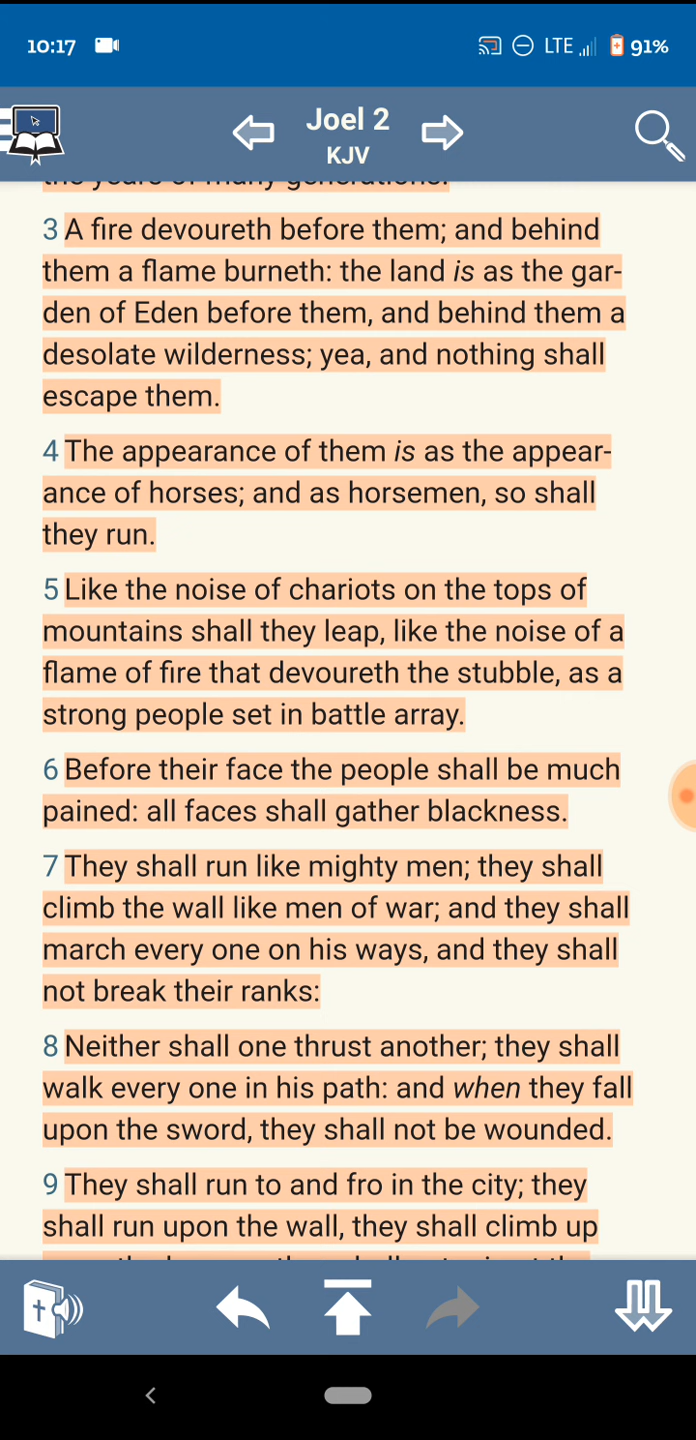 10:17
LTE
91%
Joel 2
KJV
the years of many generations.
3 A fire devoureth before them; and behind
them a flame burneth: the land is as the gar-
den of Eden before them, and behind them a
desolate wilderness; yea, and nothing shall
escape them.
4 The appearance of them is as the appear-
ance of horses; and as horsemen, so shall
they run.
5 Like the noise of chariots on the tops of
mountains shall they leap, like the noise of a
flame of fire that devoureth the stubble, as a
strong people set in battle array.
6 Before their face the people shall be much
pained: all faces shall gather blackness.
7 They shall run like mighty men; they shall
climb the wall like men of war; and they shall
march every one on his ways, and they shall
not break their ranks:
8 Neither shall one thrust another; they shall
walk every one in his path: and when they fall
upon the sword, they shall not be wounded.
9 They shall run to and fro in the city; they
shall run upon the wall, they shall climb up